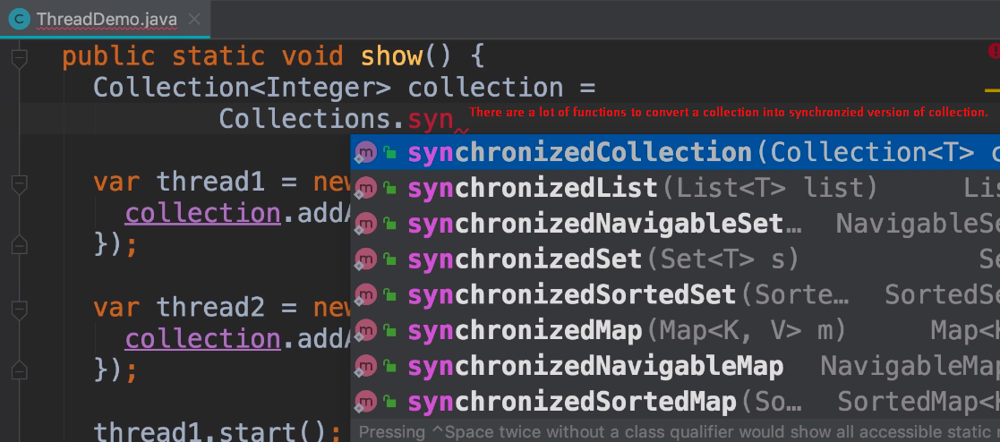 ThreadDemo.java
public static void show() {
Collection<Integer> collection =
Collections.syn There are a lot of functions to convert a collection into synchronzied version of collection.
synchronizedCollection(Collection<T> c
var thread1 = new synchronizedList(List<T> list) Lis
collection.addA synchronizedNavigableSet… NavigableSe
}); synchronizedSet(Set<T> s) Se
synchronizedSortedSet(Sorte… SortedSe
var thread2 = new synchronizedMap(Map<K, V> m) Map<K
collection.addA synchronizedNavigableMap NavigableMap
}); synchronizedSortedMap(So… SortedMap<K
thread1.start(); Pressing ^Space twice without a class qualifier would show all accessible static